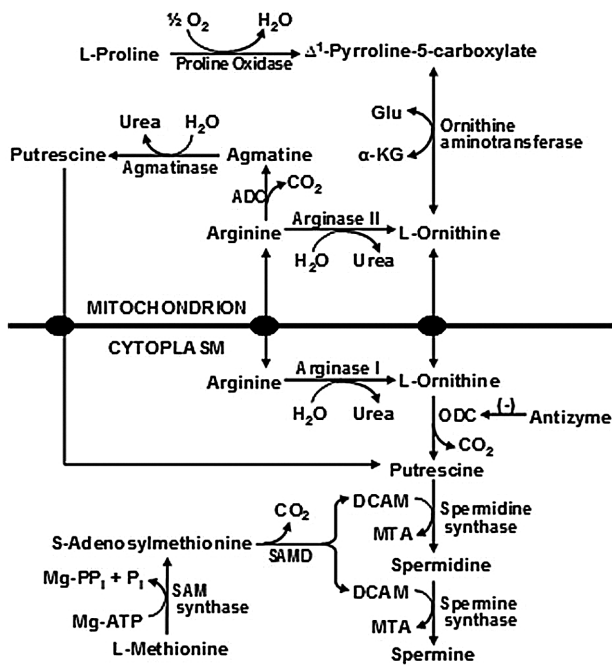 ½ O₂ H₂O
L-Proline Δ¹-Pyrroline-5-carboxylate
Proline Oxidase
Glu
Ornithine
aminotransferase
α-KG
Urea H₂O
Putrescine Agmatine
Agmatinase
ADC CO₂
Arginine Arginase II L-Ornithine
H₂O Urea
MITOCHONDRION
CYTOPLASM
Arginine Arginase I L-Ornithine
H₂O Urea
ODC (-) Antizyme
CO₂
Putrescine
CO₂
DCAM
Spermidine
synthase
MTA
S-Adenosylmethionine
SAMD
Spermidine
Mg-PPᵢ + Pᵢ
SAM
synthase
Mg-ATP
L-Methionine
DCAM
Spermine
synthase
MTA
Spermine